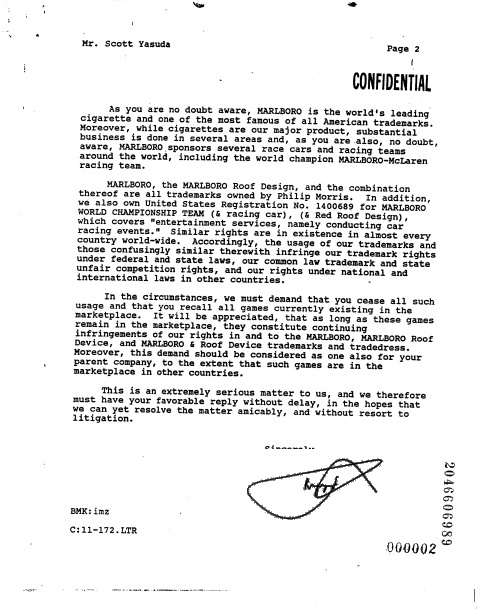 Mr. Scott Yasuda
Page 2
CONFIDENTIAL
As you are no doubt aware, MARLBORO is the world's leading
cigarette and one of the most famous of all American trademarks.
Moreover, while cigarettes are our major product, substantial
business is done in several areas and, as you are also, no doubt,
aware, MARLBORO sponsors several race cars and racing teams
around the world, including the world champion MARLBORO-McLaren
racing team.
MARLBORO, the MARLBORO Roof Design, and the combination
thereof are all trademarks owned by Philip Morris. In addition,
we also own United States Registration No. 1400689 for MARLBORO
WORLD CHAMPIONSHIP TEAM (& racing car), (& Red Roof Design),
which covers "entertainment services, namely conducting car
racing events." Similar rights are in existence in almost every
country world-wide. Accordingly, the usage of our trademarks and
those confusingly similar therewith infringe our trademark rights
under federal and state laws, our common law trademark and state
unfair competition rights, and our rights under national and
international laws in other countries.
In the circumstances, we must demand that you cease all such
usage and that you recall all games currently existing in the
marketplace. It will be appreciated, that as long as these games
remain in the marketplace, they constitute continuing
infringements of our rights in and to the MARLBORO, MARLBORO Roof
Device, and MARLBORO & Roof Device trademarks and tradedress.
Moreover, this demand should be considered as one also for your
parent company, to the extent that such games are in the
marketplace in other countries.
This is an extremely serious matter to us, and we therefore
must have your favorable reply without delay, in the hopes that
we can yet resolve the matter amicably, and without resort to
litigation.
Sincerely
BMK:imz
C:11-172.LTR
2046606989
000002